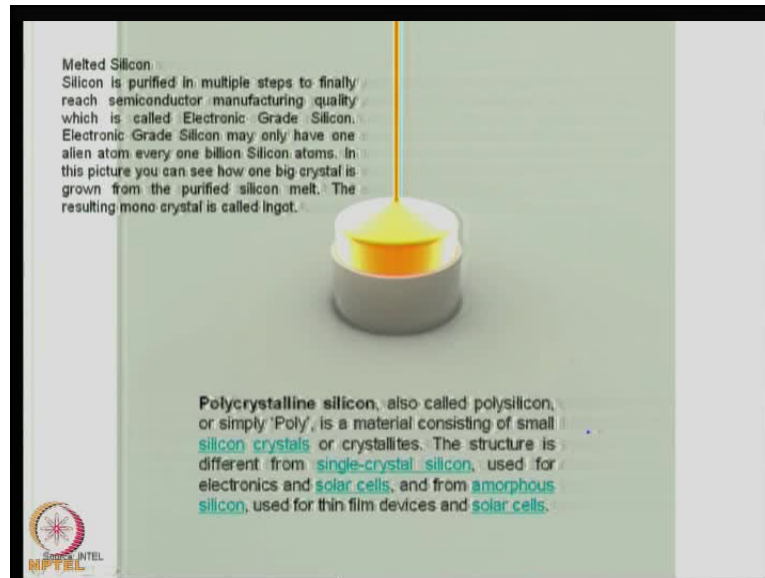 Melted Silicon
Silicon is purified in multiple steps to finally
reach semiconductor manufacturing quality
which is called Electronic Grade Silicon.
Electronic Grade Silicon may only have one
alien atom every one billion Silicon atoms. In
this picture you can see how one big crystal is
grown from the purified silicon melt. The
resulting mono crystal is called Ingot.
Polycrystalline silicon, also called polysilicon,
or simply 'Poly', is a material consisting of small
silicon crystals or crystallites. The structure is
different from single-crystal silicon, used for
electronics and solar cells, and from amorphous
silicon, used for thin film devices and solar cells.
Source: INTEL
NPTEL